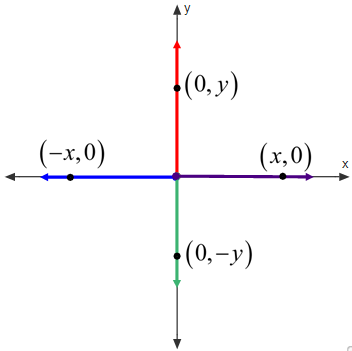 y
(0, y)
(−x,0)
(x,0)
x
(0,−y)